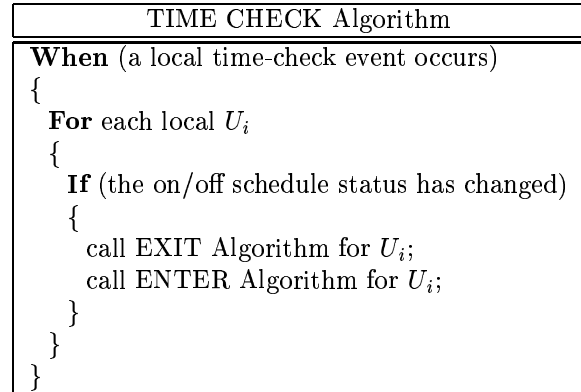 TIME CHECK Algorithm
When (a local time-check event occurs)
{
For each local U_i
{
If (the on/off schedule status has changed)
{
call EXIT Algorithm for U_i;
call ENTER Algorithm for U_i;
}
}
}